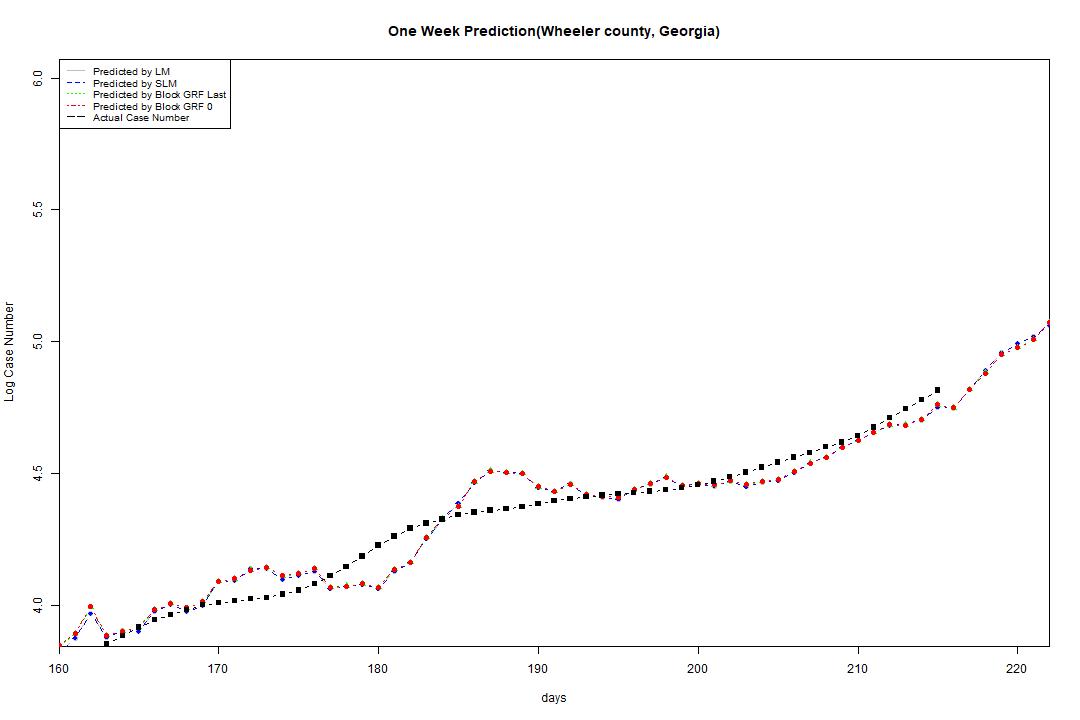 One Week Prediction(Wheeler county, Georgia)
Predicted by LM
Predicted by SLM
Predicted by Block GRF Last
Predicted by Block GRF 0
Actual Case Number
6.0
5.5
5.0
4.5
4.0
Log Case Number
160 170 180 190 200 210 220
days